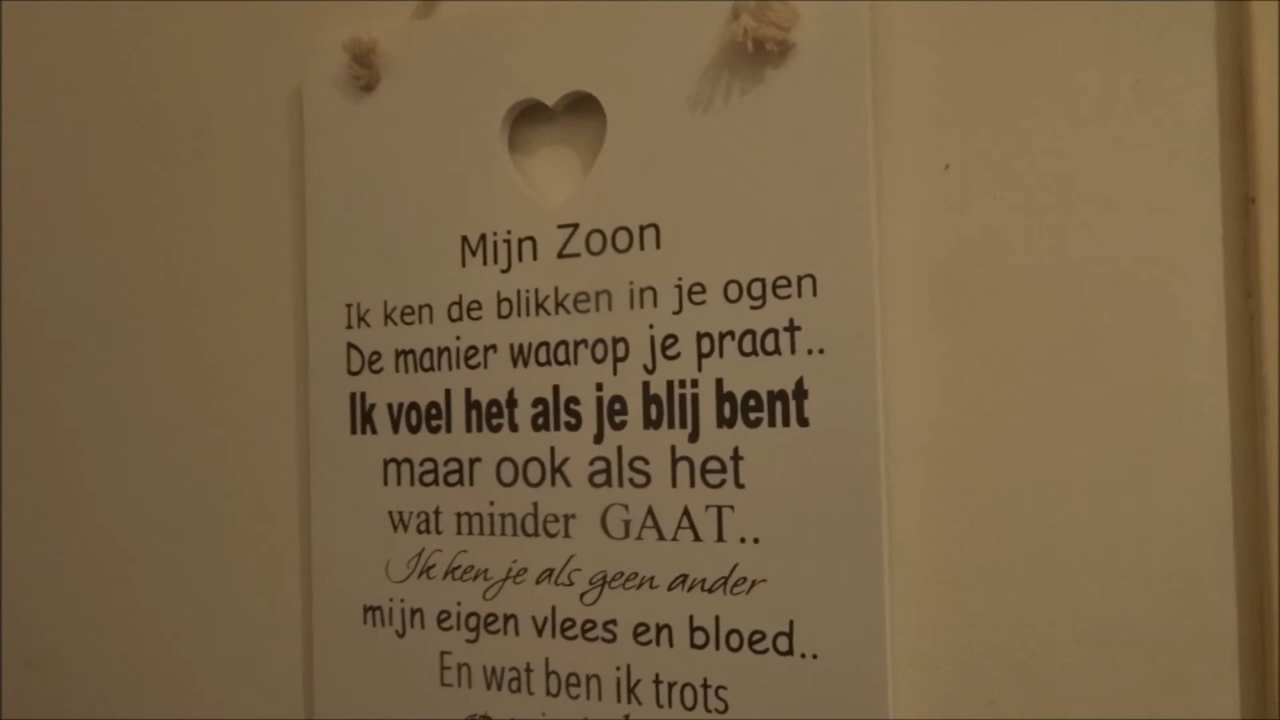 Mijn Zoon
Ik ken de blikken in je ogen
De manier waarop je praat..
Ik voel het als je blij bent
maar ook als het
wat minder GAAT..
Ik ken je als geen ander
mijn eigen vlees en bloed..
En wat ben ik trots